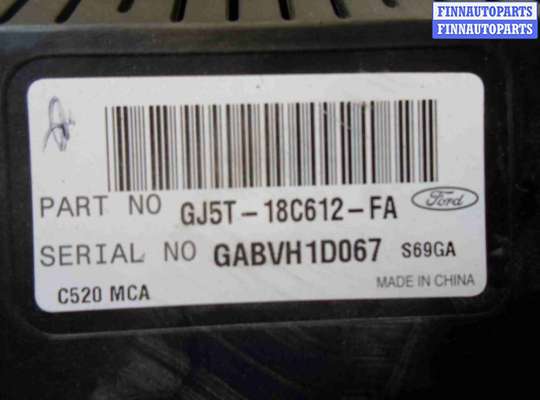 FINNAUTOPARTS
FINNAUTOPARTS
PART NO GJ5T-18C612-FA Ford
SERIAL NO GABVH1D067 S69GA
C520 MCA MADE IN CHINA